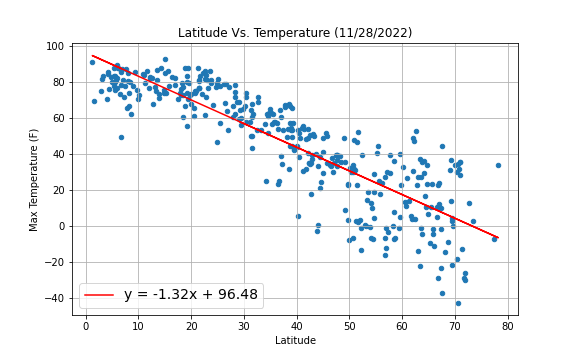 Latitude Vs. Temperature (11/28/2022)
Max Temperature (F)
100
80
60
40
20
0
−20
−40
y = -1.32x + 96.48
0 10 20 30 40 50 60 70 80
Latitude